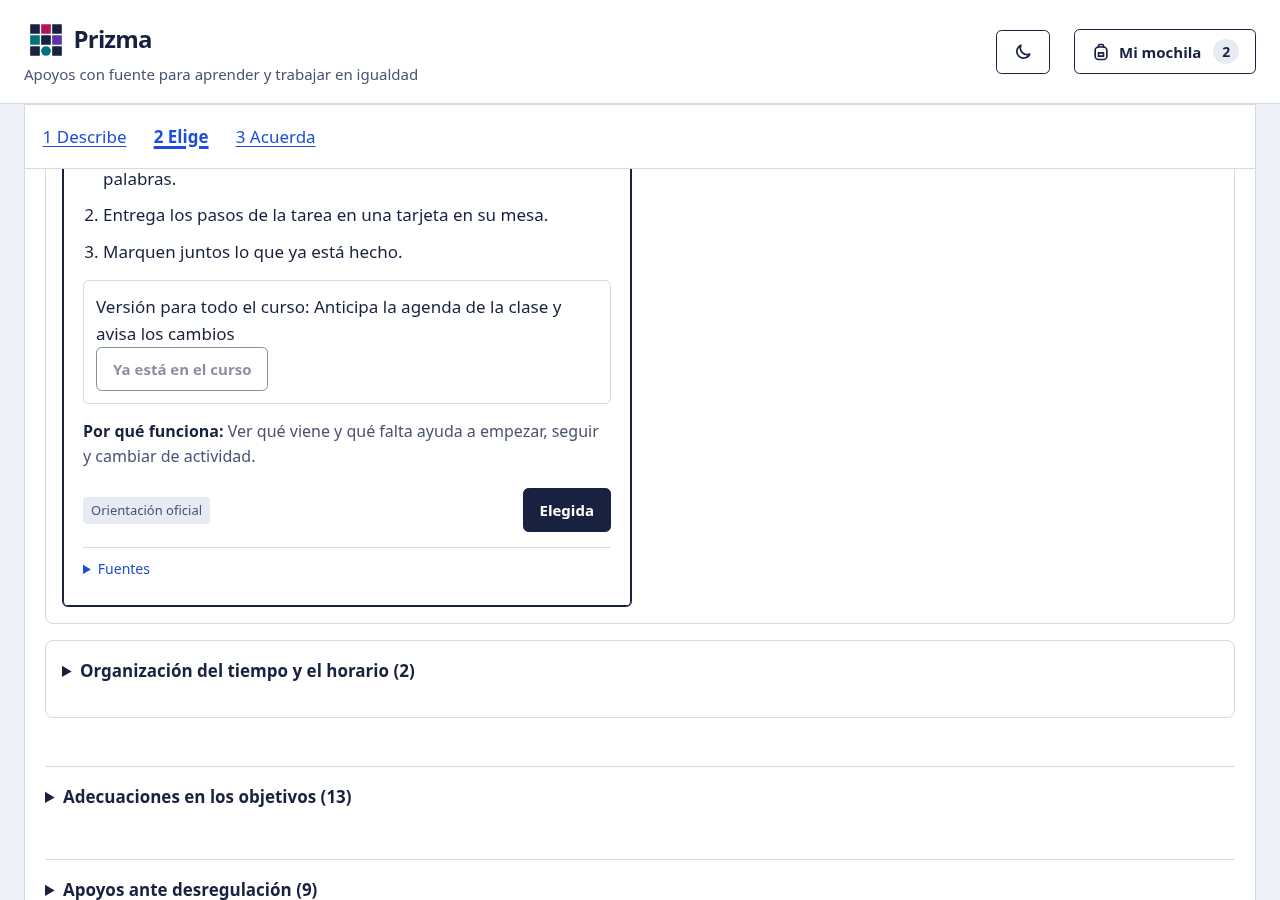 Prizma
Apoyos con fuente para aprender y trabajar en igualdad
Mi mochila 2
1 Describe 2 Elige 3 Acuerda
palabras.
2. Entrega los pasos de la tarea en una tarjeta en su mesa.
3. Marquen juntos lo que ya está hecho.
Versión para todo el curso: Anticipa la agenda de la clase y
avisa los cambios
Ya está en el curso
Por qué funciona: Ver qué viene y qué falta ayuda a empezar, seguir
y cambiar de actividad.
Orientación oficial
Elegida
Fuentes
Organización del tiempo y el horario (2)
Adecuaciones en los objetivos (13)
Apoyos ante desregulación (9)